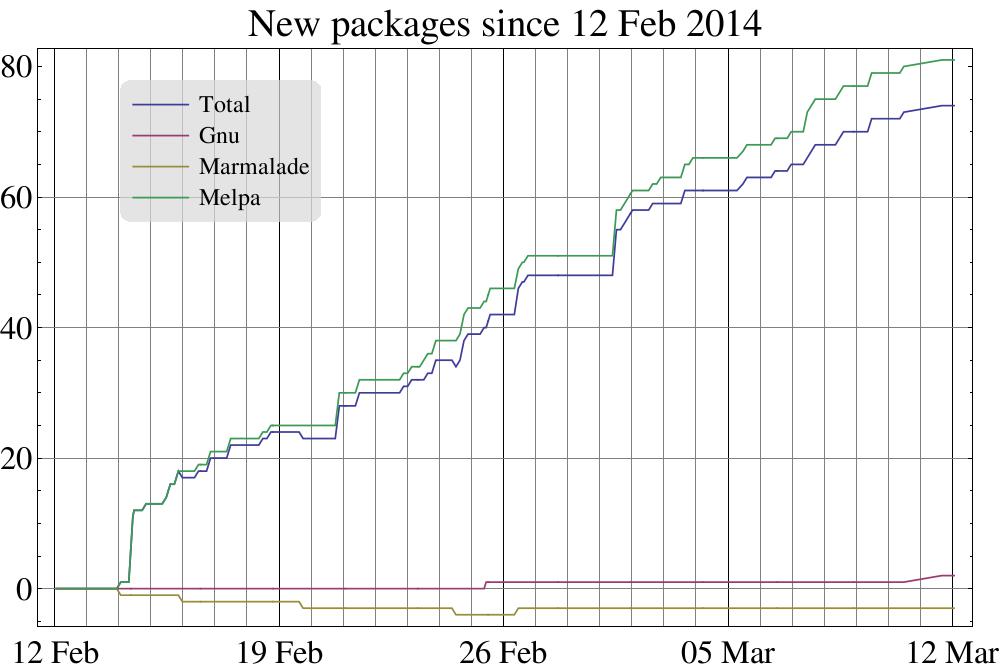 New packages since 12 Feb 2014
80
60
40
20
0
Total
Gnu
Marmalade
Melpa
12 Feb
19 Feb
26 Feb
05 Mar
12 Mar